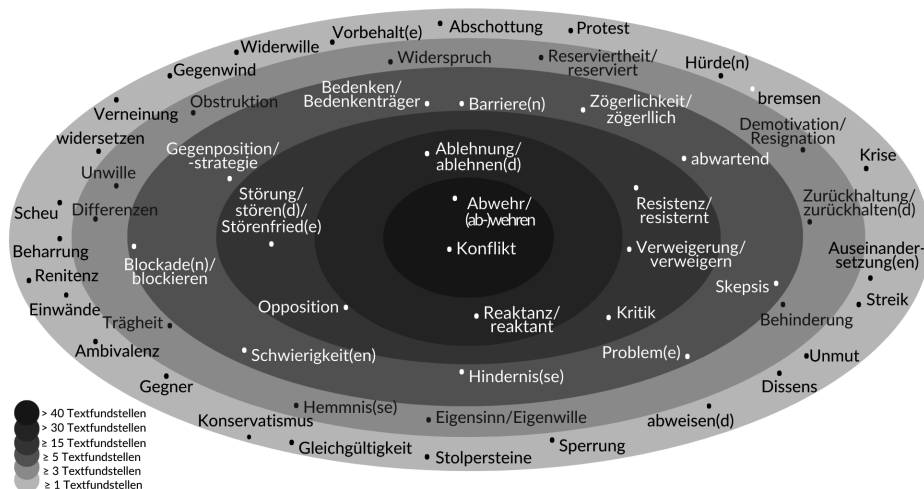 Abschottung
Protest
Vorbehalt(e)
Widerwille
Widerspruch
Reserviertheit/
reserviert
Gegenwind
Hürde(n)
Bedenken/
Bedenkenträger
Barriere(n)
Zögerlichkeit/
zögerllich
bremsen
Verneinung
Obstruktion
Demotivation/
Resignation
widersetzen
Gegenposition/
-strategie
Ablehnung/
ablehnen(d)
abwartend
Krise
Unwille
Störung/
stören(d)/
Störenfried(e)
Abwehr/
(ab-)wehren
Resistenz/
resisternt
Zurückhaltung/
zurückhalten(d)
Scheu
Differenzen
Beharrung
Konflikt
Verweigerung/
verweigern
Auseinander-
setzung(en)
Blockade(n)/
blockieren
Renitenz
Skepsis
Einwände
Opposition
Reaktanz/
reaktant
Kritik
Streik
Trägheit
Behinderung
Ambivalenz
Schwierigkeit(en)
Problem(e)
Unmut
Gegner
Hindernis(se)
Dissens
Hemmnis(se)
Eigensinn/Eigenwille
abweisen(d)
Konservatismus
Gleichgültigkeit
Stolpersteine
Sperrung
> 40 Textfundstellen
> 30 Textfundstellen
≥ 15 Textfundstellen
≥ 5 Textfundstellen
≥ 3 Textfundstellen
≥ 1 Textfundstellen